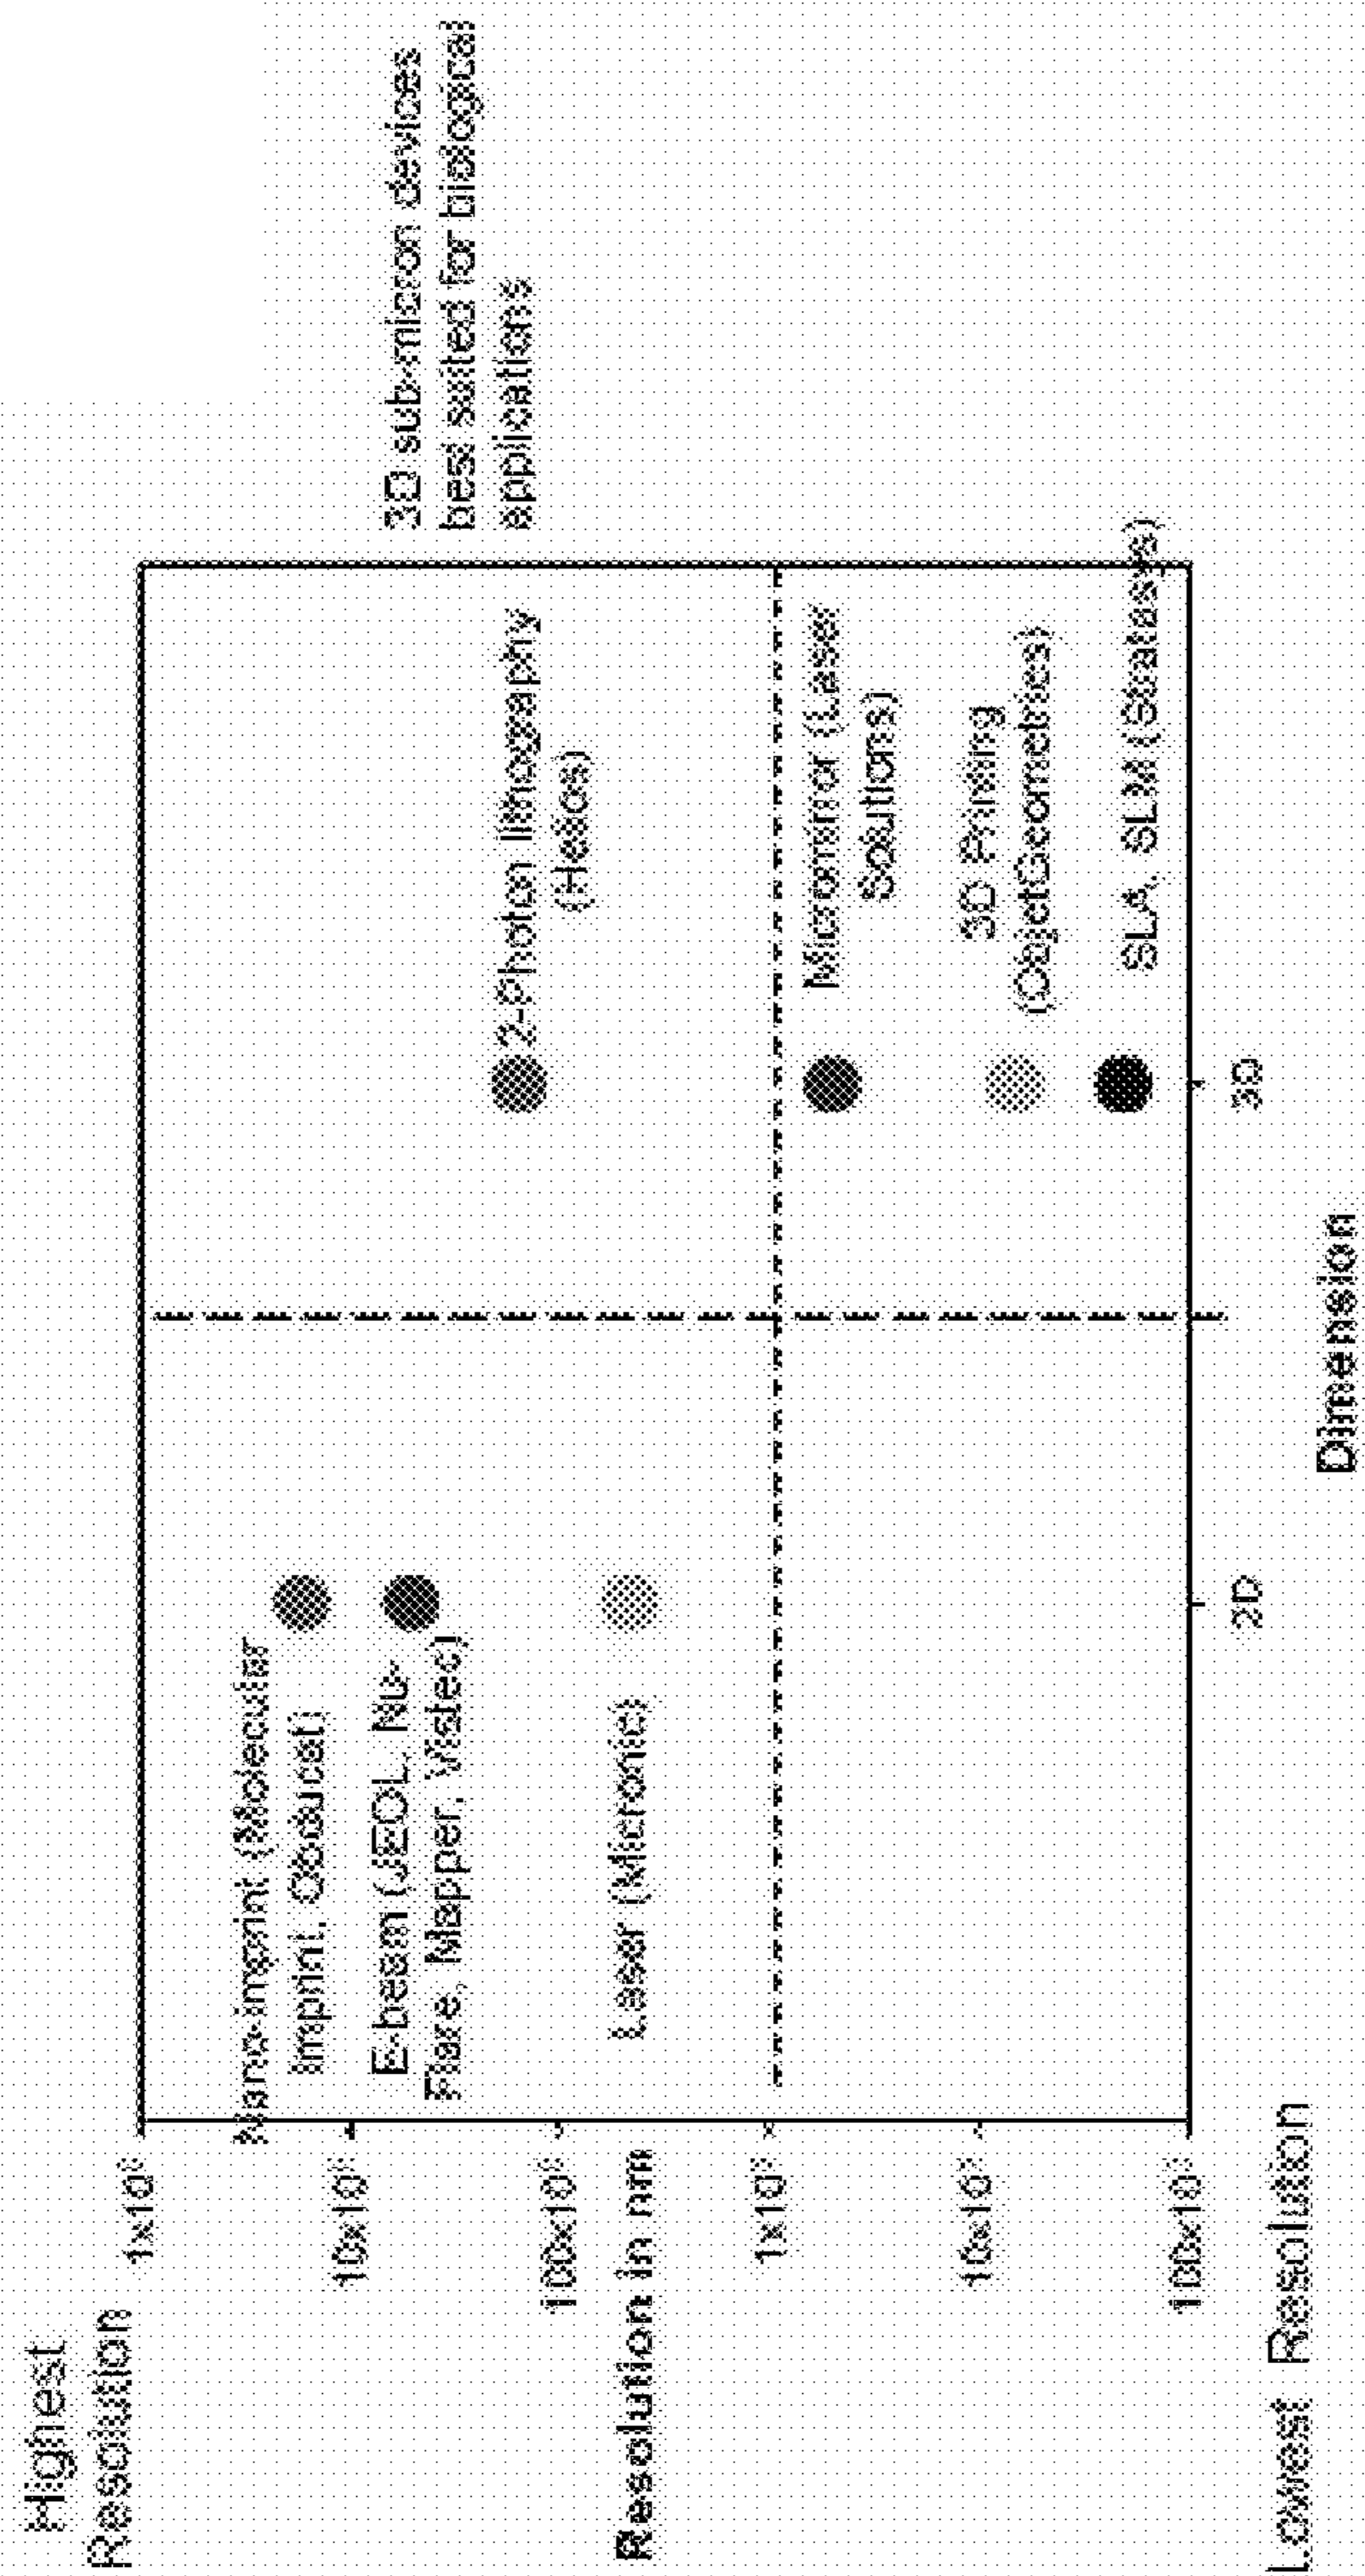 Highest
Resolution
1x10⁰
10x10⁰
100x10⁰
Resolution in nm
1x10³
10x10³
100x10³
Lowest Resolution
Nano-imprint (Molecular
Imprint, Obducat)
E-beam (JEOL, Nu-
Flare, Mapper, Vistec)
Laser (Micronic)
2-Photon lithography
(Helios)
Micromirror (Laser
Solutions)
3D Printing
(ObjetGeometries)
SLA, SLM (Stratasys)
3D sub-micron devices
best suited for biological
applications
2D
3D
Dimension